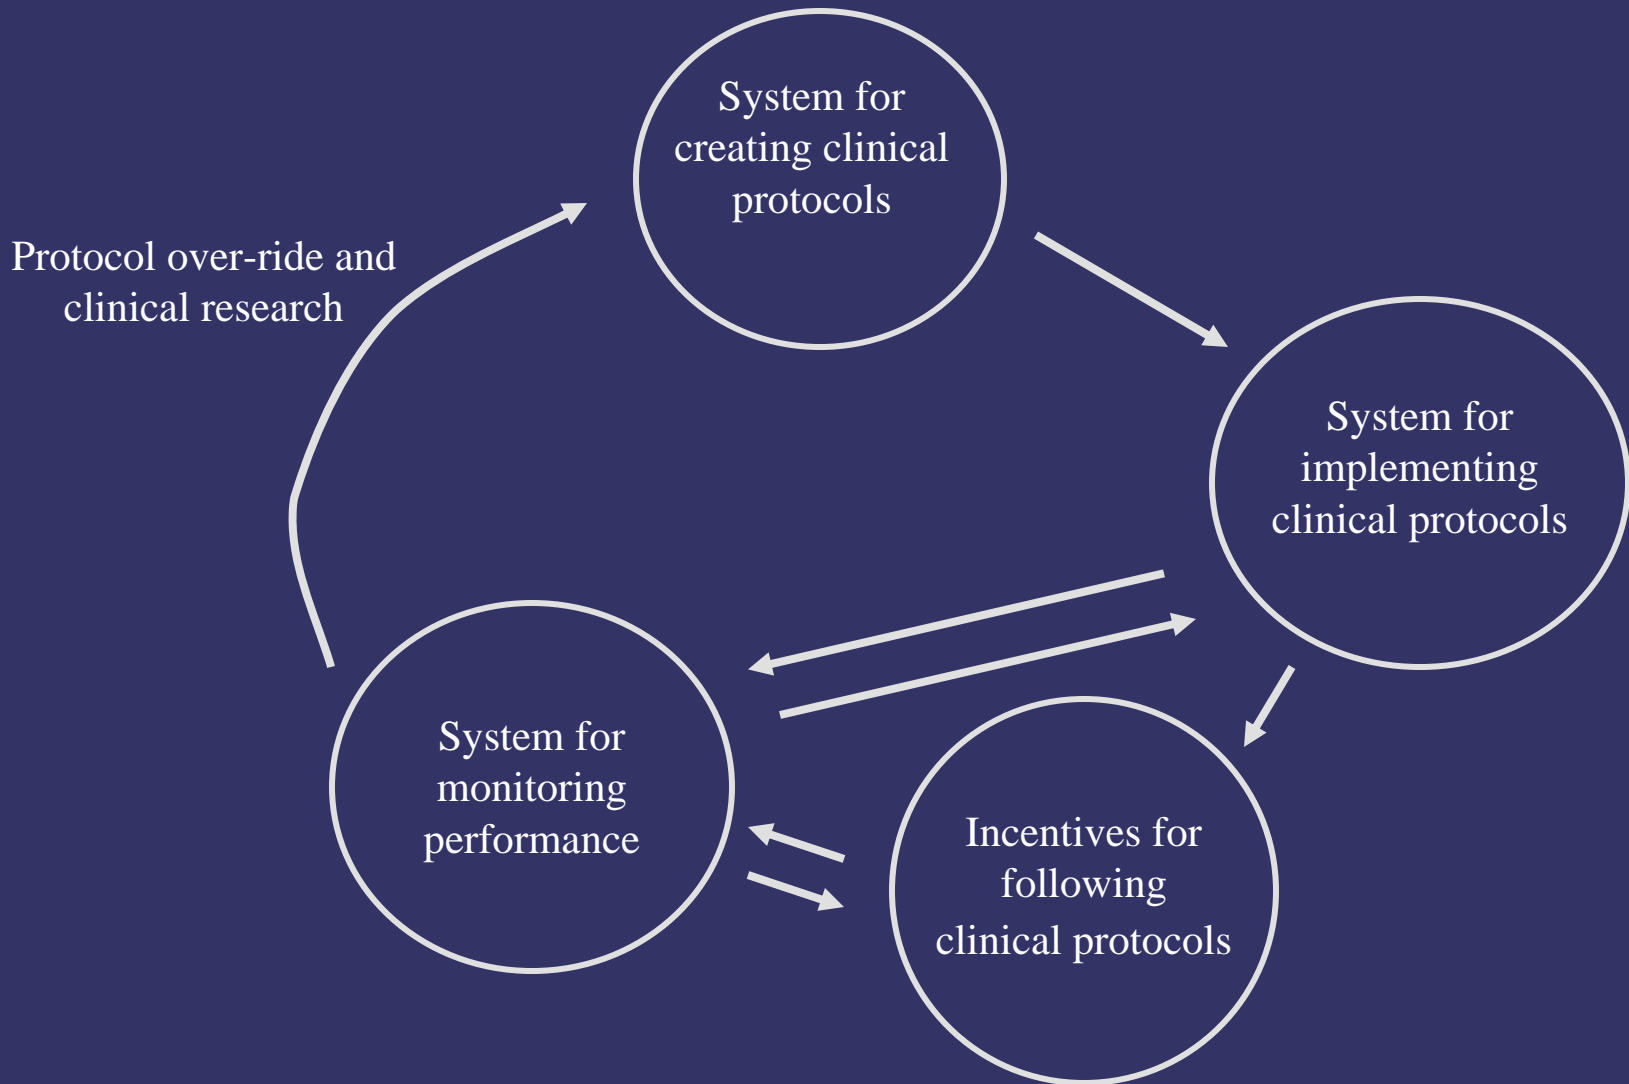 System for
creating clinical
protocols
Protocol over-ride and
clinical research
System for
implementing
clinical protocols
System for
monitoring
performance
Incentives for
following
clinical protocols